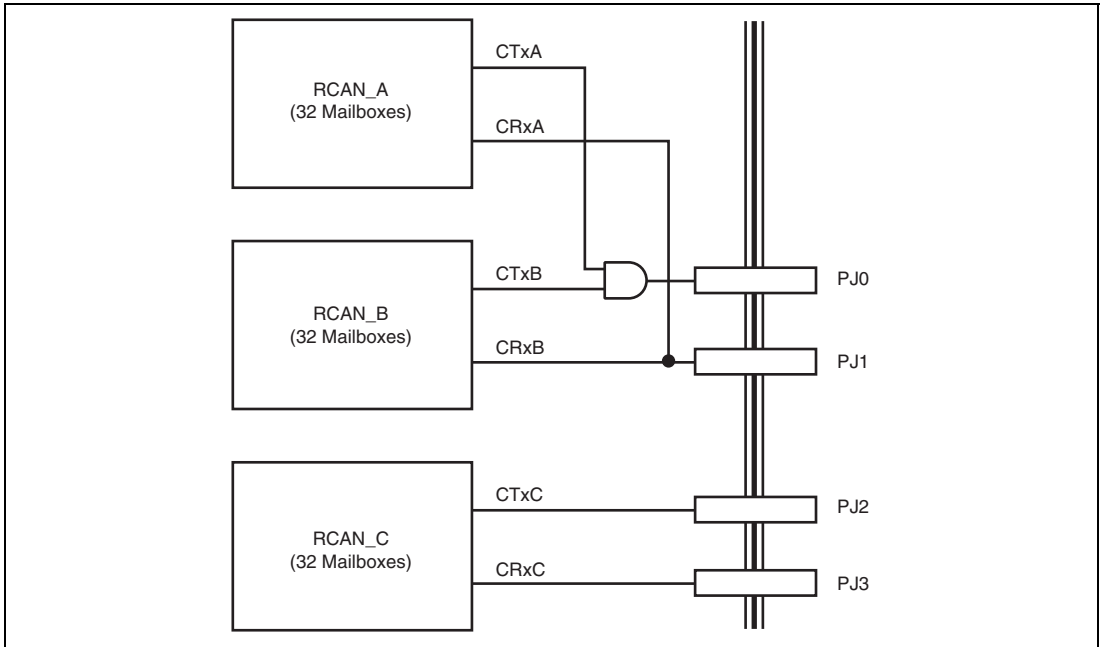 RCAN_A
(32 Mailboxes)
CTxA
CRxA
RCAN_B
(32 Mailboxes)
CTxB
CRxB
PJ0
PJ1
RCAN_C
(32 Mailboxes)
CTxC
CRxC
PJ2
PJ3